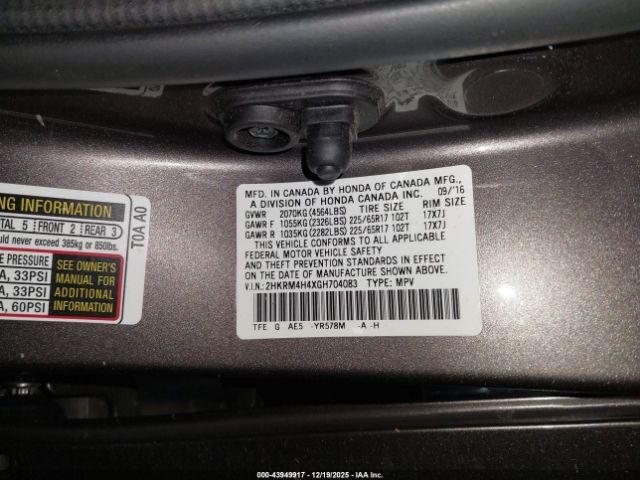 NG INFORMATION
TAL 5 FRONT 2 REAR 3
never exceed 385kg or 850lbs.
E PRESSURE
A, 33PSI
A, 33PSI
A, 60PSI
SEE OWNER'S
MANUAL FOR
ADDITIONAL
INFORMATION
T0A A0
MFD. IN CANADA BY HONDA OF CANADA MFG.,
A DIVISION OF HONDA CANADA INC. 09/'16
GVWR 2070KG(4564LBS) TIRE SIZE RIM SIZE
GAWR F 1055KG(2326LBS) 225/65R17 102T 17X7J
GAWR R 1035KG(2282LBS) 225/65R17 102T 17X7J
THIS VEHICLE CONFORMS TO ALL APPLICABLE
FEDERAL MOTOR VEHICLE SAFETY, BUMPER,
AND THEFT PREVENTION STANDARDS IN EFFECT
ON THE DATE OF MANUFACTURE SHOWN ABOVE.
V.I.N.: 2HKRM4H4XGH704083 TYPE: MPV
TFE G AE5 -YR578M -A -H
000-43949917 - 12/19/2025 - IAAI, Inc.